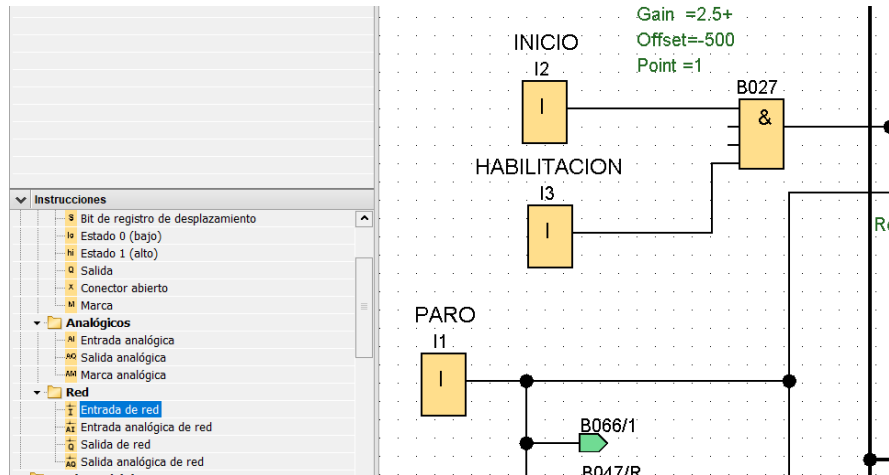 Instrucciones
Bit de registro de desplazamiento
Estado 0 (bajo)
Estado 1 (alto)
Salida
Conector abierto
Marca
Analógicos
Entrada analógica
Salida analógica
Marca analógica
Red
Entrada de red
Entrada analógica de red
Salida de red
Salida analógica de red
Gain =2.5+
Offset=-500
Point =1
INICIO
I2
I
B027
&
HABILITACION
I3
I
PARO
I1
I
B066/1
B047/R